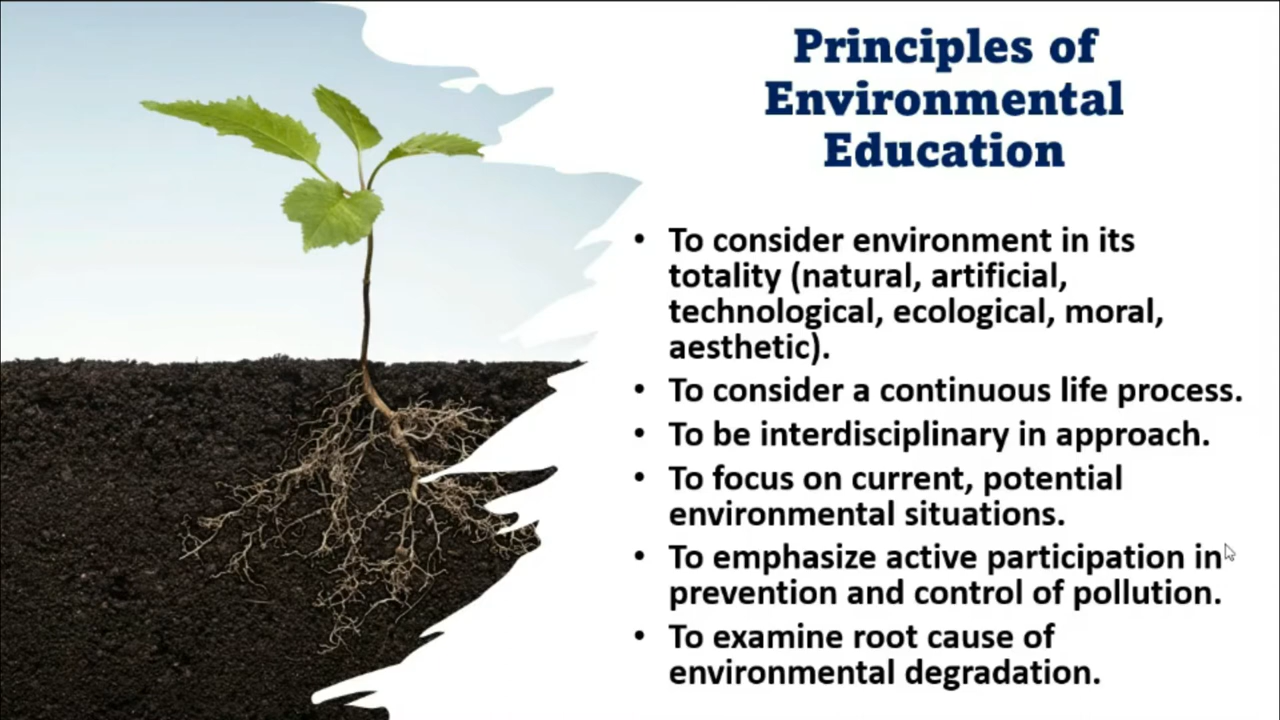 Principles of
Environmental
Education
• To consider environment in its
totality (natural, artificial,
technological, ecological, moral,
aesthetic).
• To consider a continuous life process.
• To be interdisciplinary in approach.
• To focus on current, potential
environmental situations.
• To emphasize active participation in
prevention and control of pollution.
• To examine root cause of
environmental degradation.